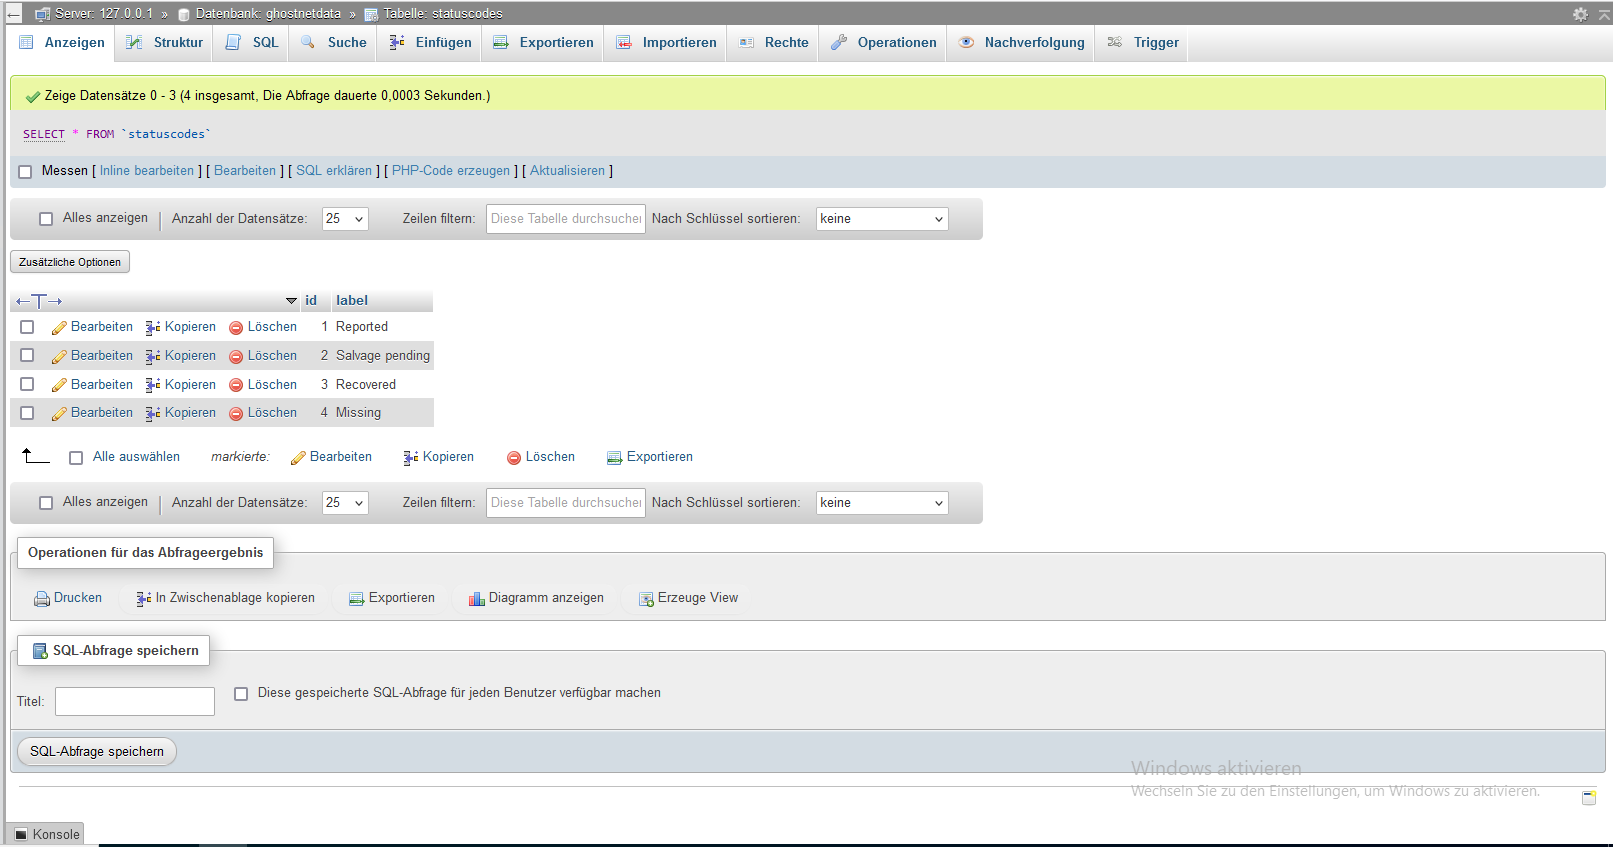 Server: 127.0.0.1 » Datenbank: ghostnetdata » Tabelle: statuscodes
Anzeigen Struktur SQL Suche Einfügen Exportieren Importieren Rechte Operationen Nachverfolgung Trigger
Zeige Datensätze 0 - 3 (4 insgesamt, Die Abfrage dauerte 0,0003 Sekunden.)
SELECT * FROM `statuscodes`
Messen [ Inline bearbeiten ] [ Bearbeiten ] [ SQL erklären ] [ PHP-Code erzeugen ] [ Aktualisieren ]
Alles anzeigen | Anzahl der Datensätze: 25 Zeilen filtern: Diese Tabelle durchsuchen Nach Schlüssel sortieren: keine
Zusätzliche Optionen
←T→ id label
Bearbeiten Kopieren Löschen 1 Reported
Bearbeiten Kopieren Löschen 2 Salvage pending
Bearbeiten Kopieren Löschen 3 Recovered
Bearbeiten Kopieren Löschen 4 Missing
Alle auswählen markierte: Bearbeiten Kopieren Löschen Exportieren
Alles anzeigen | Anzahl der Datensätze: 25 Zeilen filtern: Diese Tabelle durchsuchen Nach Schlüssel sortieren: keine
Operationen für das Abfrageergebnis
Drucken In Zwischenablage kopieren Exportieren Diagramm anzeigen Erzeuge View
SQL-Abfrage speichern
Titel: Diese gespeicherte SQL-Abfrage für jeden Benutzer verfügbar machen
SQL-Abfrage speichern
Windows aktivieren
Wechseln Sie zu den Einstellungen, um Windows zu aktivieren.
Konsole